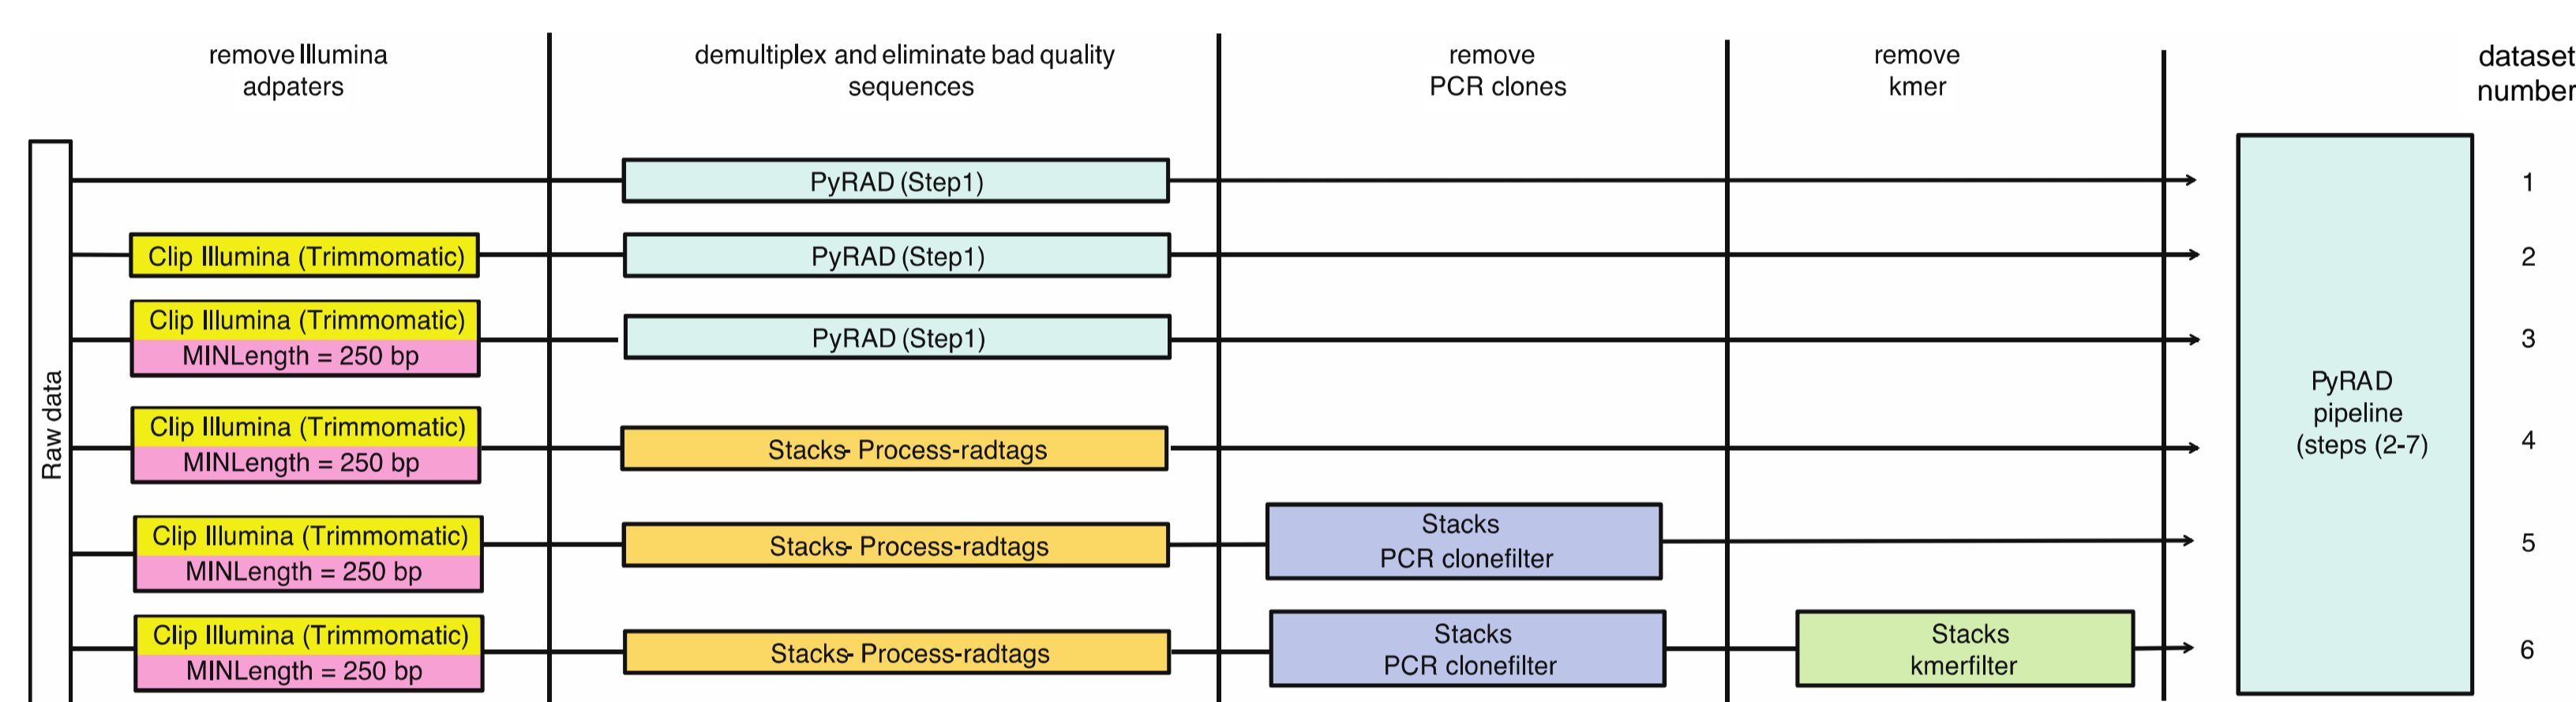 remove Illumina
adpaters
demultiplex and eliminate bad quality
sequences
remove
PCR clones
remove
kmer
dataset
number
Raw data
PyRAD (Step1)
1
Clip Illumina (Trimmomatic)
PyRAD (Step1)
2
Clip Illumina (Trimmomatic)
MINLength = 250 bp
PyRAD (Step1)
3
Clip Illumina (Trimmomatic)
MINLength = 250 bp
Stacks- Process-radtags
4
Clip Illumina (Trimmomatic)
MINLength = 250 bp
Stacks- Process-radtags
Stacks
PCR clonefilter
5
Clip Illumina (Trimmomatic)
MINLength = 250 bp
Stacks- Process-radtags
Stacks
PCR clonefilter
Stacks
kmerfilter
6
PyRAD
pipeline
(steps (2-7)